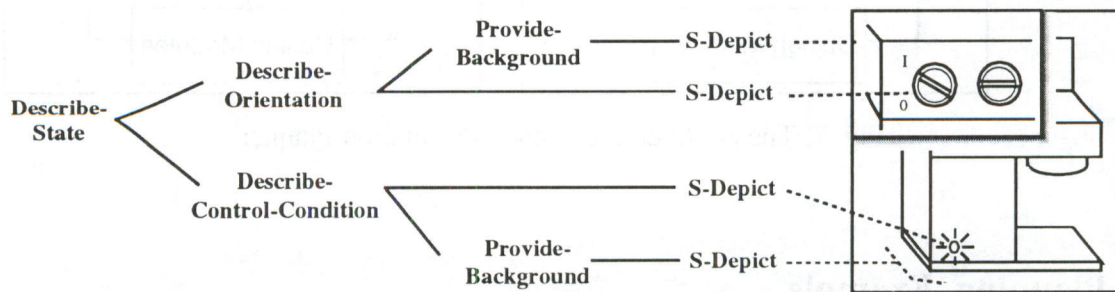 Provide-
Background
S-Depict
Describe-
Orientation
S-Depict
Describe-
State
Describe-
Control-Condition
S-Depict
Provide-
Background
S-Depict
I
0